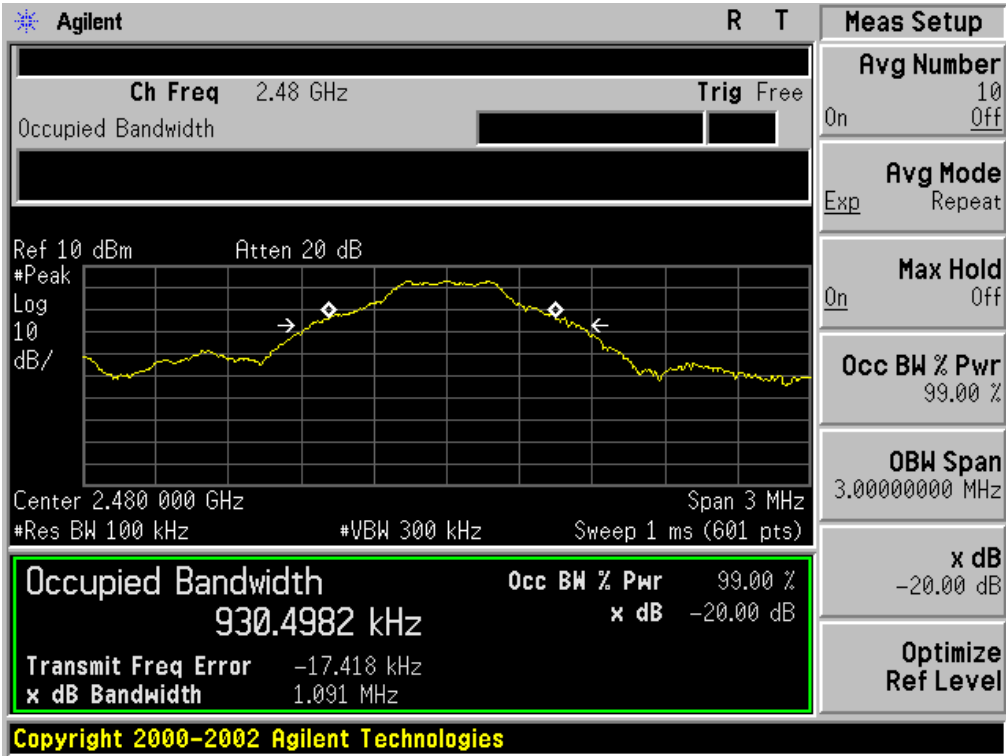 Agilent R T
Ch Freq 2.48 GHz Trig Free
Occupied Bandwidth
Ref 10 dBm Atten 20 dB
#Peak
Log
10
dB/
Center 2.480 000 GHz Span 3 MHz
#Res BW 100 kHz #VBW 300 kHz Sweep 1 ms (601 pts)
Occupied Bandwidth
930.4982 kHz
Occ BW % Pwr 99.00 %
x dB -20.00 dB
Transmit Freq Error -17.418 kHz
x dB Bandwidth 1.091 MHz
Copyright 2000-2002 Agilent Technologies
Meas Setup
Avg Number
10
On Off
Avg Mode
Exp Repeat
Max Hold
On Off
Occ BW % Pwr
99.00 %
OBW Span
3.00000000 MHz
x dB
-20.00 dB
Optimize
Ref Level